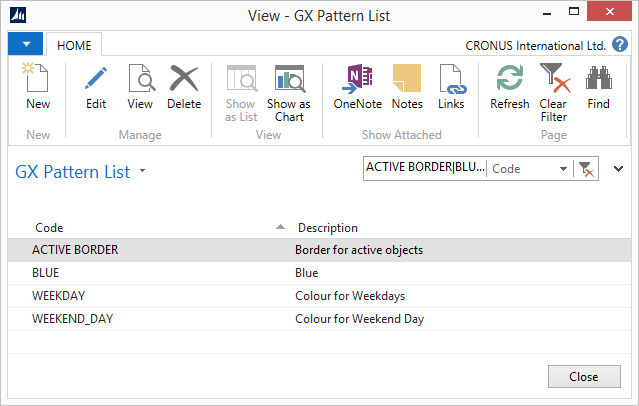 View - GX Pattern List
HOME
CRONUS International Ltd.
New
Edit
View
Delete
Show as List
Show as Chart
OneNote
Notes
Links
Refresh
Clear Filter
Find
New
Manage
View
Show Attached
Page
GX Pattern List
ACTIVE BORDER|BLU... Code
Code Description
ACTIVE BORDER Border for active objects
BLUE Blue
WEEKDAY Colour for Weekdays
WEEKEND_DAY Colour for Weekend Day
Close